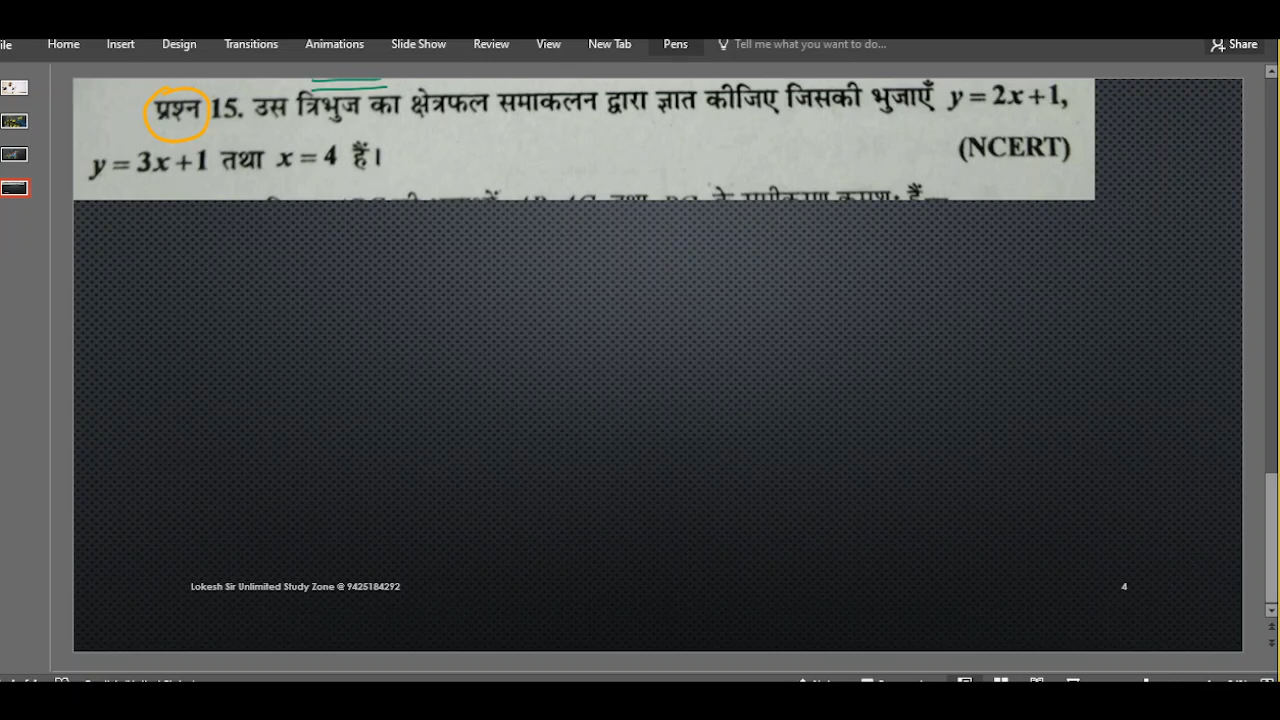 Home Insert Design Transitions Animations Slide Show Review View New Tab Pens Tell me what you want to do... Share
प्रश्न 15. उस त्रिभुज का क्षेत्रफल समाकलन द्वारा ज्ञात कीजिए जिसकी भुजाएँ y = 2x + 1,
y = 3x + 1 तथा x = 4 हैं। (NCERT)
Lokesh Sir Unlimited Study Zone @ 9425184292 4